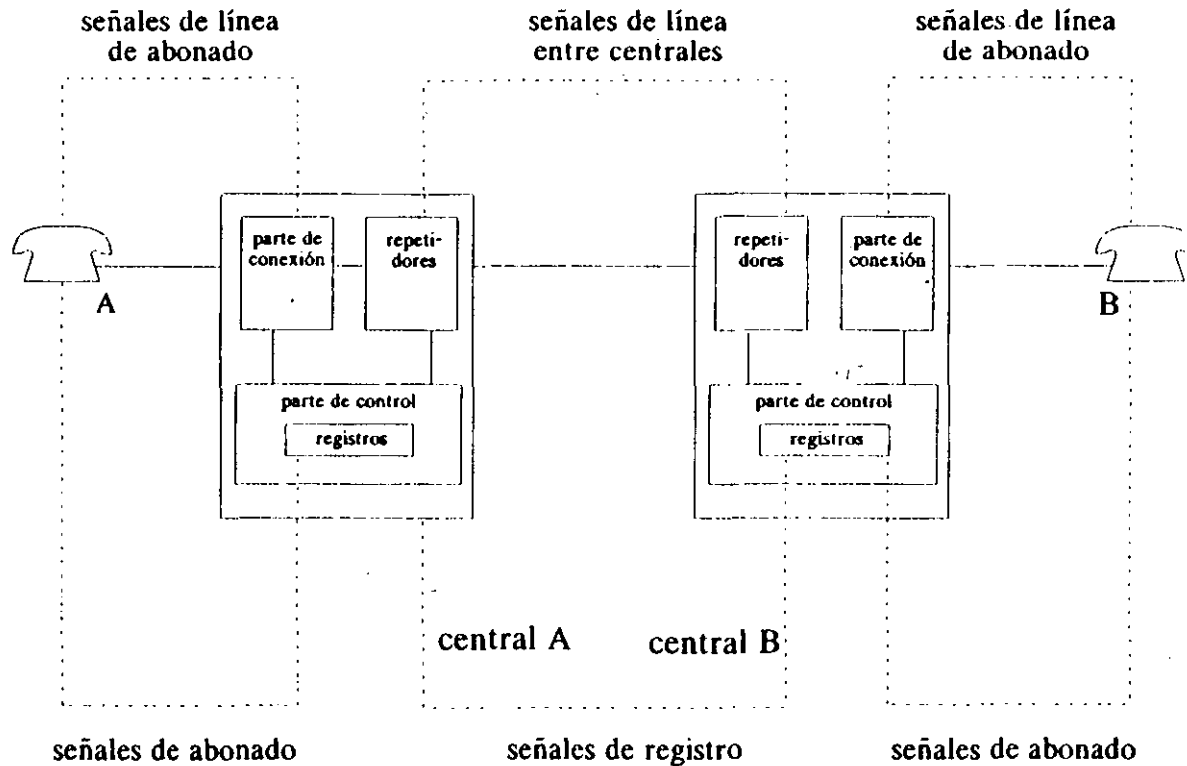 señales de línea
de abonado
señales de línea
entre centrales
señales de línea
de abonado
parte de
conexión
repeti-
dores
repeti-
dores
parte de
conexión
A
B
parte de control
registros
parte de control
registros
central A
central B
señales de abonado
señales de registro
señales de abonado